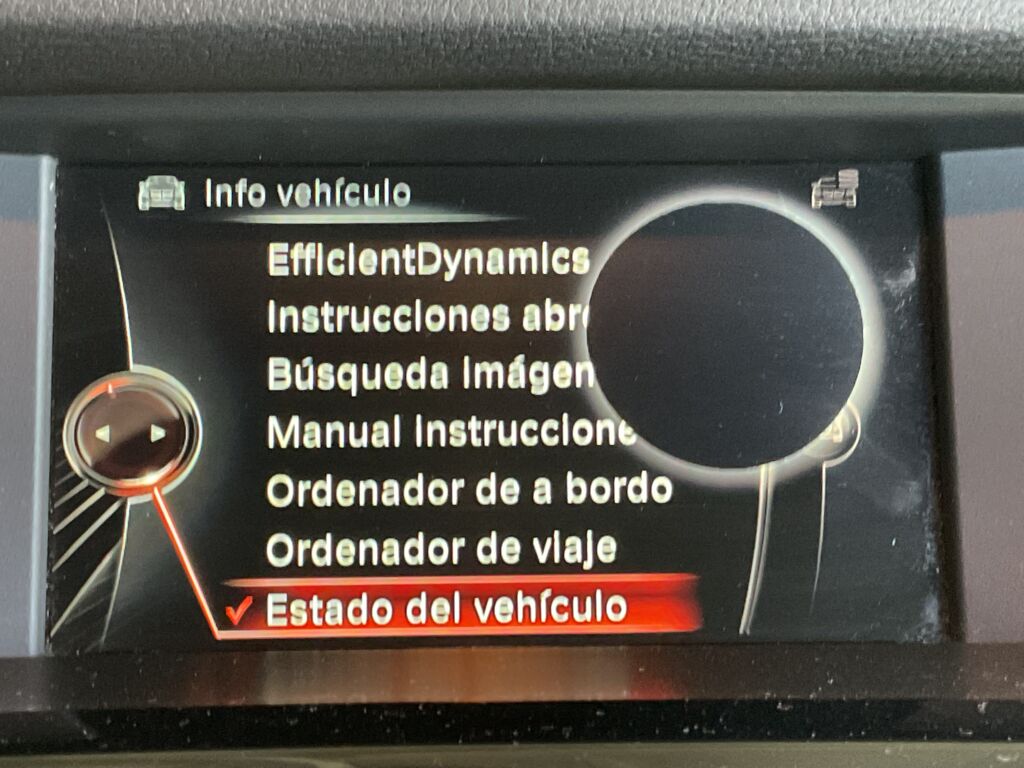 Info vehículo
EfficientDynamics
Instrucciones abr
Búsqueda Imágen
Manual Instruccione
Ordenador de a bordo
Ordenador de viaje
Estado del vehículo